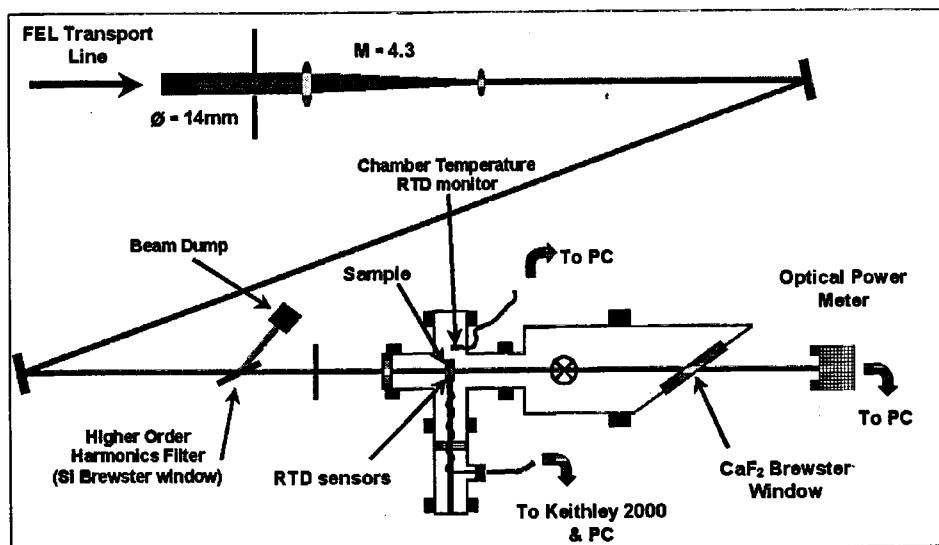 FEL Transport
Line
M = 4.3
Ø = 14mm
Chamber Temperature
RTD monitor
Beam Dump
Sample
To PC
Optical Power
Meter
To PC
Higher Order
Harmonics Filter
(Si Brewster window)
RTD sensors
CaF₂ Brewster
Window
To Keithley 2000
& PC